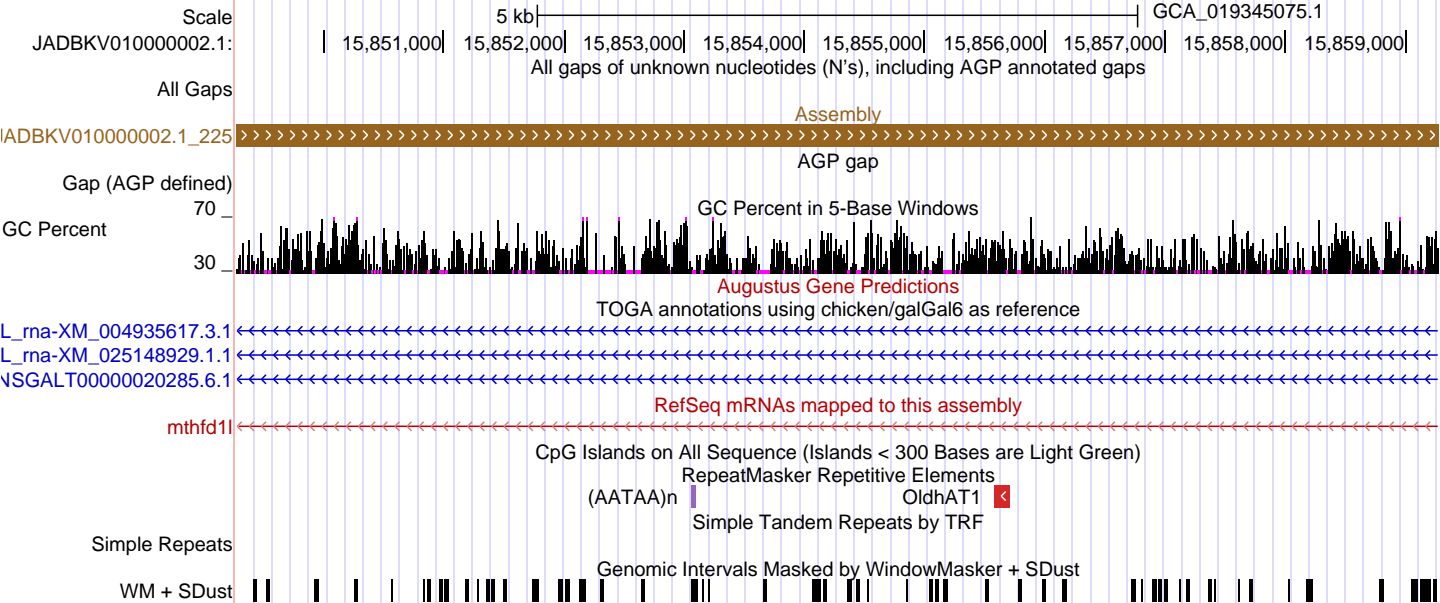 Scale 5 kb GCA_019345075.1
JADBKV010000002.1: 15,851,000 15,852,000 15,853,000 15,854,000 15,855,000 15,856,000 15,857,000 15,858,000 15,859,000
All gaps of unknown nucleotides (N's), including AGP annotated gaps
All Gaps
Assembly
JADBKV010000002.1_225
AGP gap
Gap (AGP defined)
GC Percent in 5-Base Windows
70
GC Percent
30
Augustus Gene Predictions
TOGA annotations using chicken/galGal6 as reference
L_rna-XM_004935617.3.1
L_rna-XM_025148929.1.1
NSGALT00000020285.6.1
RefSeq mRNAs mapped to this assembly
mthfd1l
CpG Islands on All Sequence (Islands < 300 Bases are Light Green)
RepeatMasker Repetitive Elements
(AATAA)n OldhAT1
Simple Tandem Repeats by TRF
Simple Repeats
Genomic Intervals Masked by WindowMasker + SDust
WM + SDust